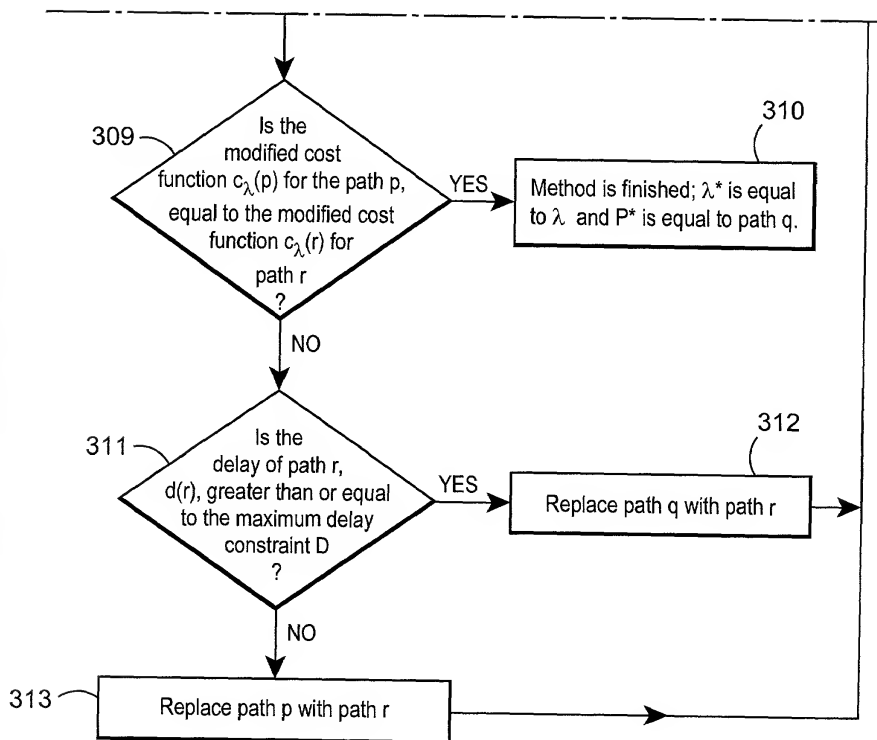 309
Is the
modified cost
function cλ(p) for the path p,
equal to the modified cost
function cλ(r) for
path r
?
YES
310
Method is finished; λ* is equal
to λ and P* is equal to path q.
NO
311
Is the
delay of path r,
d(r), greater than or equal
to the maximum delay
constraint D
?
YES
312
Replace path q with path r
NO
313
Replace path p with path r